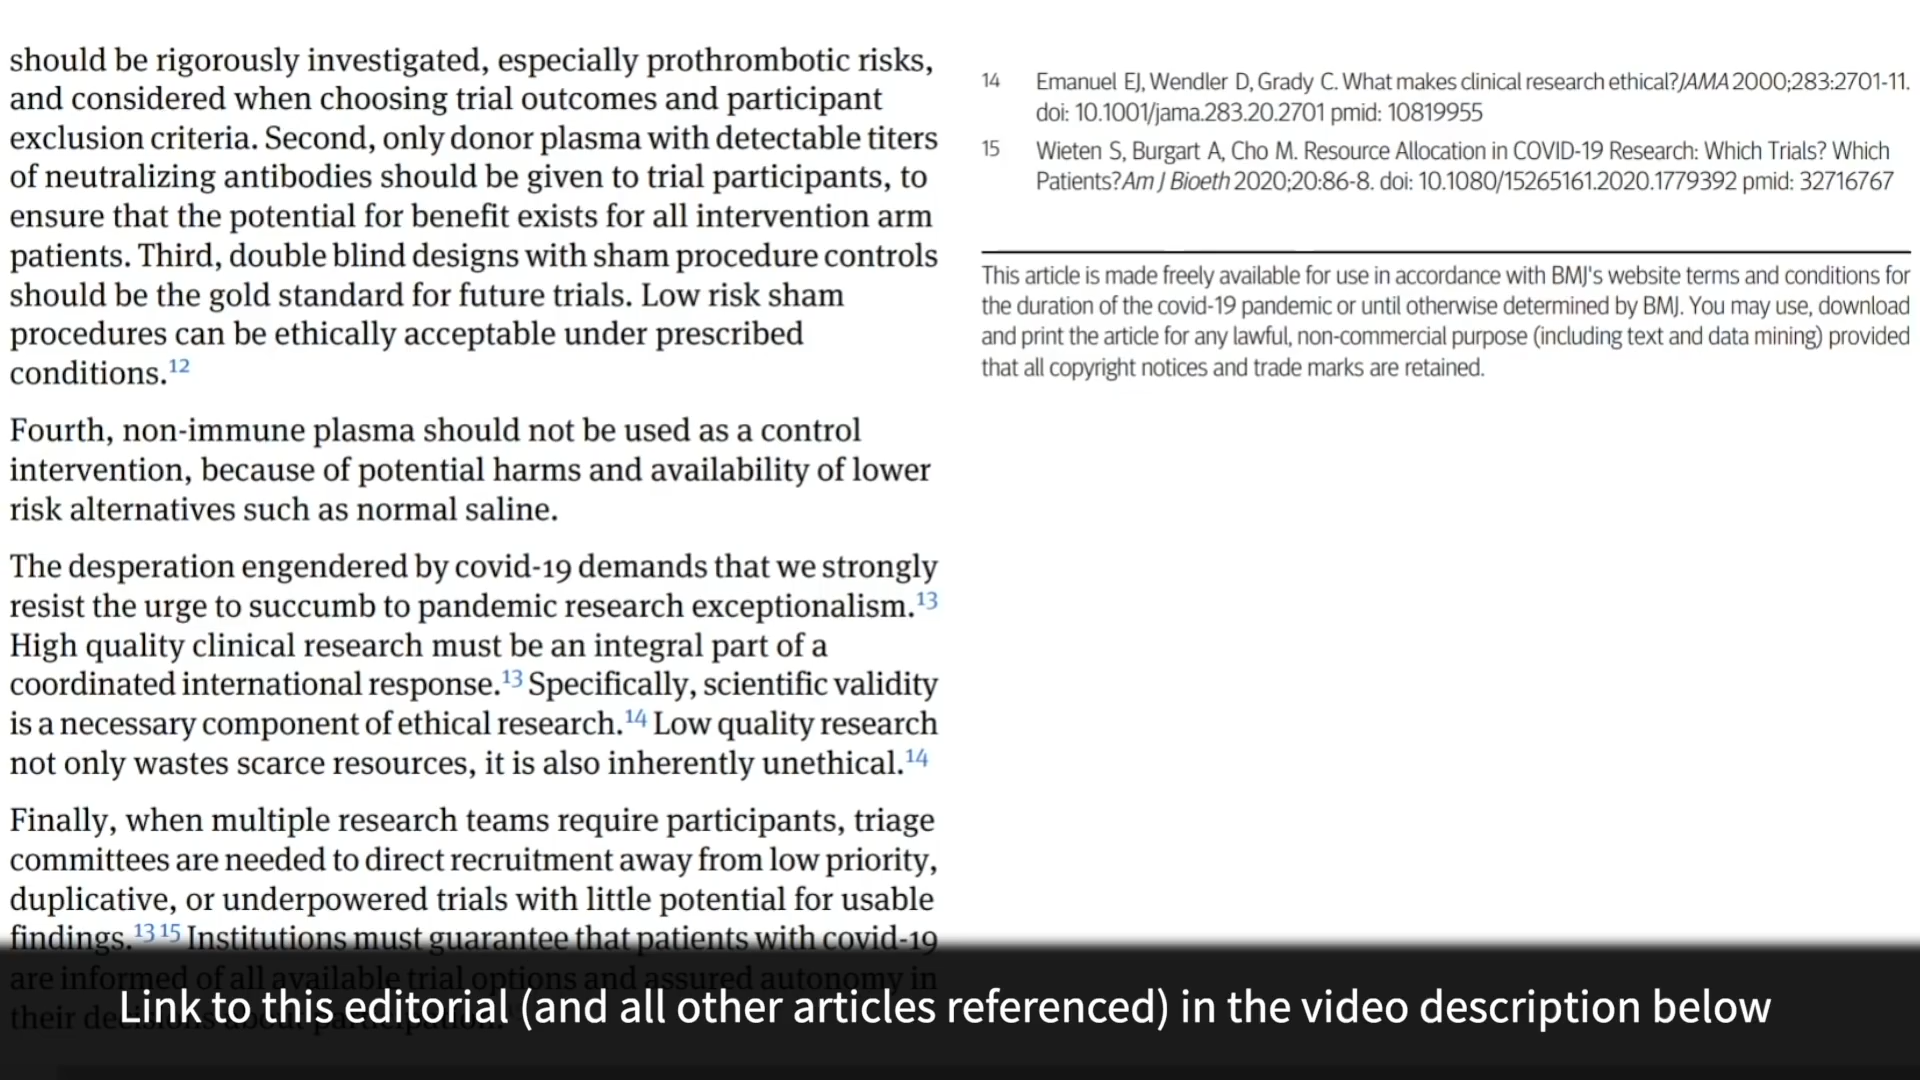 should be rigorously investigated, especially prothrombotic risks,
and considered when choosing trial outcomes and participant
exclusion criteria. Second, only donor plasma with detectable titers
of neutralizing antibodies should be given to trial participants, to
ensure that the potential for benefit exists for all intervention arm
patients. Third, double blind designs with sham procedure controls
should be the gold standard for future trials. Low risk sham
procedures can be ethically acceptable under prescribed
conditions.12
Fourth, non-immune plasma should not be used as a control
intervention, because of potential harms and availability of lower
risk alternatives such as normal saline.
The desperation engendered by covid-19 demands that we strongly
resist the urge to succumb to pandemic research exceptionalism.13
High quality clinical research must be an integral part of a
coordinated international response.13 Specifically, scientific validity
is a necessary component of ethical research.14 Low quality research
not only wastes scarce resources, it is also inherently unethical.14
Finally, when multiple research teams require participants, triage
committees are needed to direct recruitment away from low priority,
duplicative, or underpowered trials with little potential for usable
findings.13 15 Institutions must guarantee that patients with covid-19
are informed of all available trial options and assured autonomy in
their
14 Emanuel EJ, Wendler D, Grady C. What makes clinical research ethical?JAMA 2000;283:2701-11.
doi: 10.1001/jama.283.20.2701 pmid: 10819955
15 Wieten S, Burgart A, Cho M. Resource Allocation in COVID-19 Research: Which Trials? Which
Patients?Am J Bioeth 2020;20:86-8. doi: 10.1080/15265161.2020.1779392 pmid: 32716767
This article is made freely available for use in accordance with BMJ's website terms and conditions for
the duration of the covid-19 pandemic or until otherwise determined by BMJ. You may use, download
and print the article for any lawful, non-commercial purpose (including text and data mining) provided
that all copyright notices and trade marks are retained.
Link to this editorial (and all other articles referenced) in the video description below